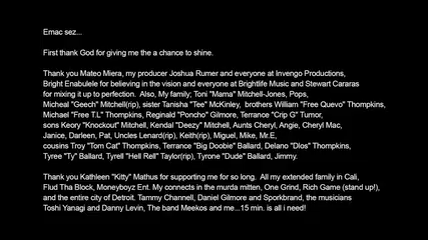 Emac sez...
First thank God for giving me the a chance to shine.
Thank you Mateo Miera, my producer Joshua Rumer and everyone at Invengo Productions,
Bright Enabulele for believing in the vision and everyone at Brightlife Music and Stewart Cararas
for mixing it up to perfection.  Also, My family; Toni "Mama" Mitchell-Jones, Pops,
Micheal "Geech" Mitchell(rip), sister Tanisha "Tee" McKinley,  brothers William "Free Quevo" Thompkins,
Michael "Free T.L" Thompkins, Reginald "Poncho" Gilmore, Terrance "Crip G" Tumor,
sons Keory "Knockout" Mitchell, Kendal "Deezy" Mitchell, Aunts Cheryl, Angie, Cheryl Mac,
Janice, Darleen, Pat, Uncles Lenard(rip), Keith(rip), Miguel, Mike, Mr.E,
cousins Troy "Tom Cat" Thompkins, Terrance "Big Doobie" Ballard, Delano "Dlos" Thompkins,
Tyree "Ty" Ballard, Tyrell "Hell Rell" Taylor(rip), Tyrone "Dude" Ballard, Jimmy.
Thank you Kathleen "Kitty" Mathus for supporting me for so long.  All my extended family in Cali,
Flud Tha Block, Moneyboyz Ent. My connects in the murda mitten, One Grind, Rich Game (stand up!),
and the entire city of Detroit. Tammy Channell, Daniel Gilmore and Sporkbrand, the musicians
Toshi Yanagi and Danny Levin, The band Meekos and me...15 min. is all i need!